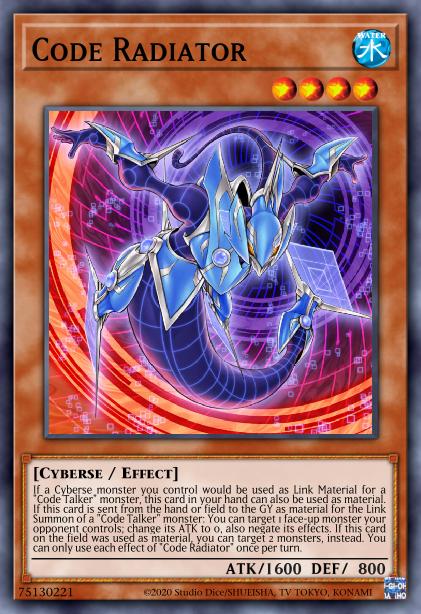 CODE RADIATOR
WATER
水
[CYBERSE / EFFECT]
If a Cyberse monster you control would be used as Link Material for a
"Code Talker" monster, this card in your hand can also be used as material.
If this card is sent from the hand or field to the GY as material for the Link
Summon of a "Code Talker" monster: You can target 1 face-up monster your
opponent controls; change its ATK to 0, also negate its effects. If this card
on the field was used as material, you can target 2 monsters, instead. You
can only use each effect of "Code Radiator" once per turn.
ATK/1600 DEF/ 800
75130221 ©2020 Studio Dice/SHUEISHA, TV TOKYO, KONAMI